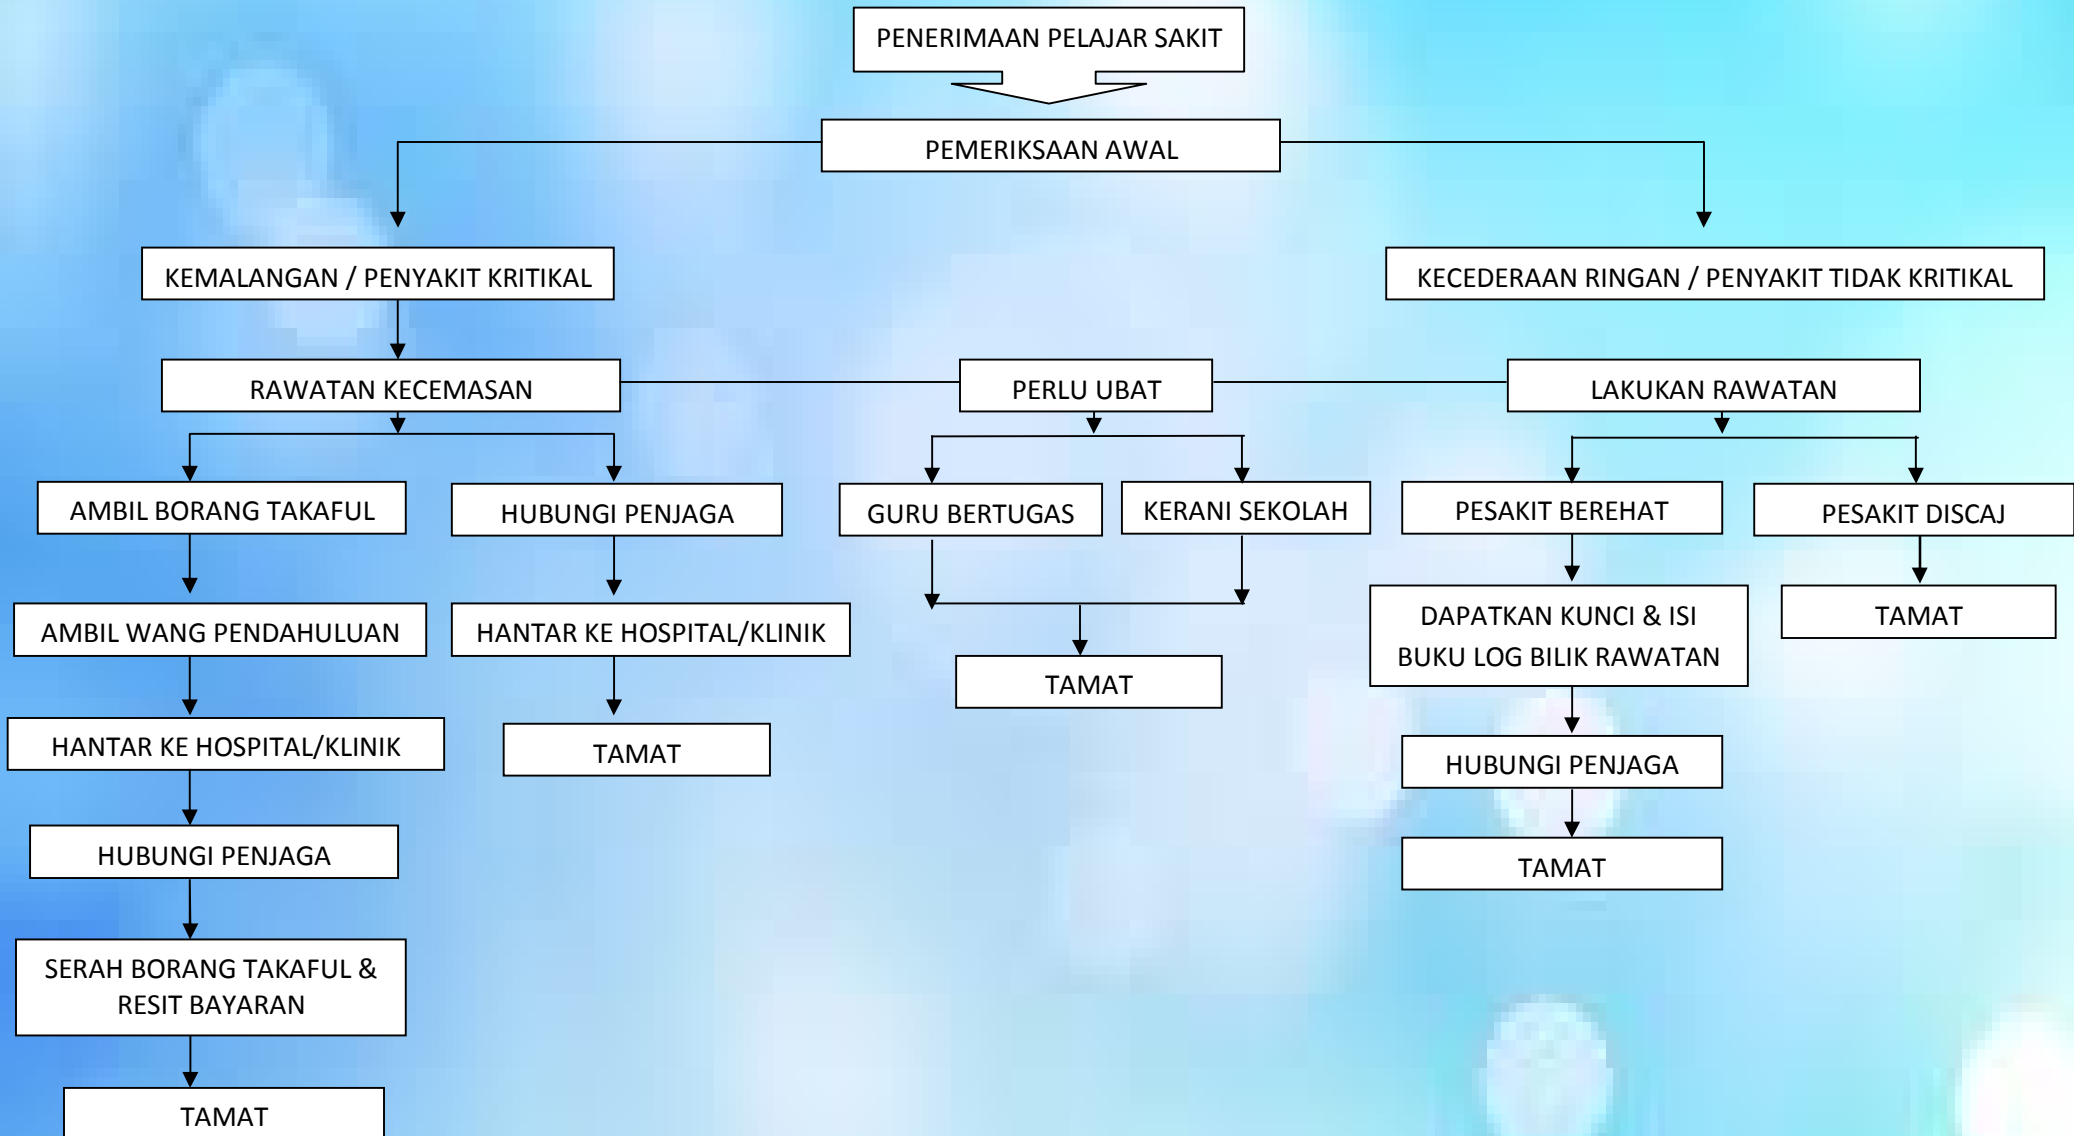 PENERIMAAN PELAJAR SAKIT
PEMERIKSAAN AWAL
KEMALANGAN / PENYAKIT KRITIKAL
KECEDERAAN RINGAN / PENYAKIT TIDAK KRITIKAL
RAWATAN KECEMASAN
PERLU UBAT
LAKUKAN RAWATAN
AMBIL BORANG TAKAFUL
HUBUNGI PENJAGA
GURU BERTUGAS
KERANI SEKOLAH
PESAKIT BEREHAT
PESAKIT DISCAJ
AMBIL WANG PENDAHULUAN
HANTAR KE HOSPITAL/KLINIK
DAPATKAN KUNCI & ISI
BUKU LOG BILIK RAWATAN
TAMAT
TAMAT
HANTAR KE HOSPITAL/KLINIK
TAMAT
HUBUNGI PENJAGA
HUBUNGI PENJAGA
TAMAT
SERAH BORANG TAKAFUL &
RESIT BAYARAN
TAMAT